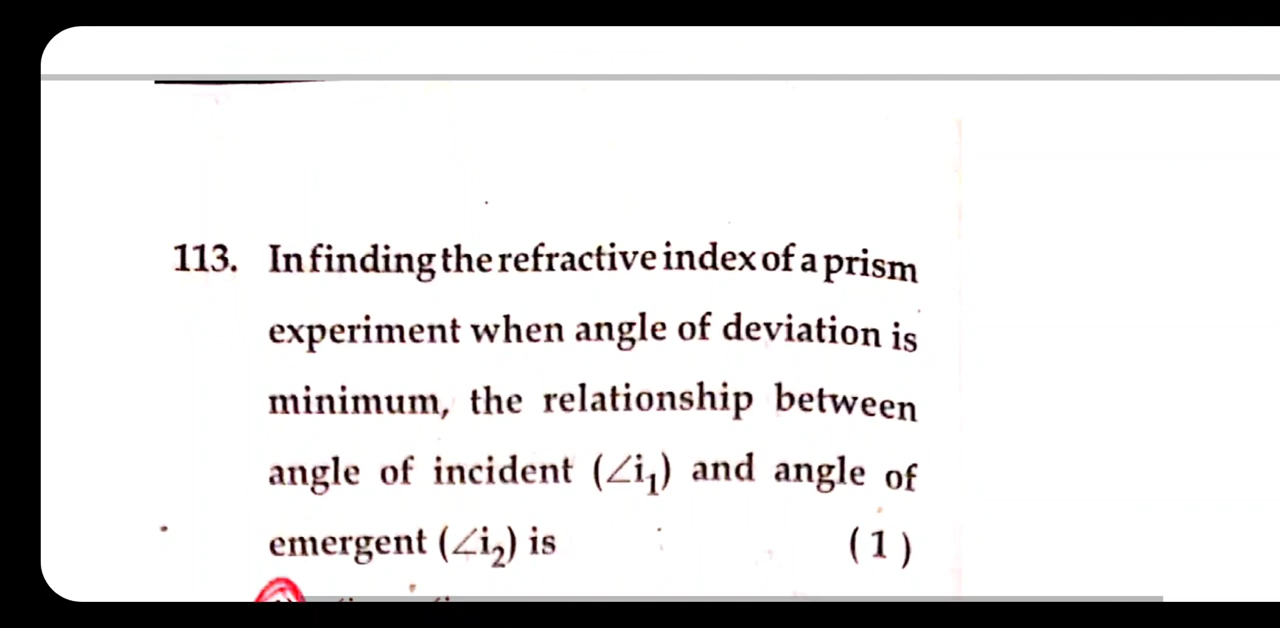 113. In finding the refractive index of a prism
experiment when angle of deviation is
minimum, the relationship between
angle of incident (∠i₁) and angle of
emergent (∠i₂) is (1)